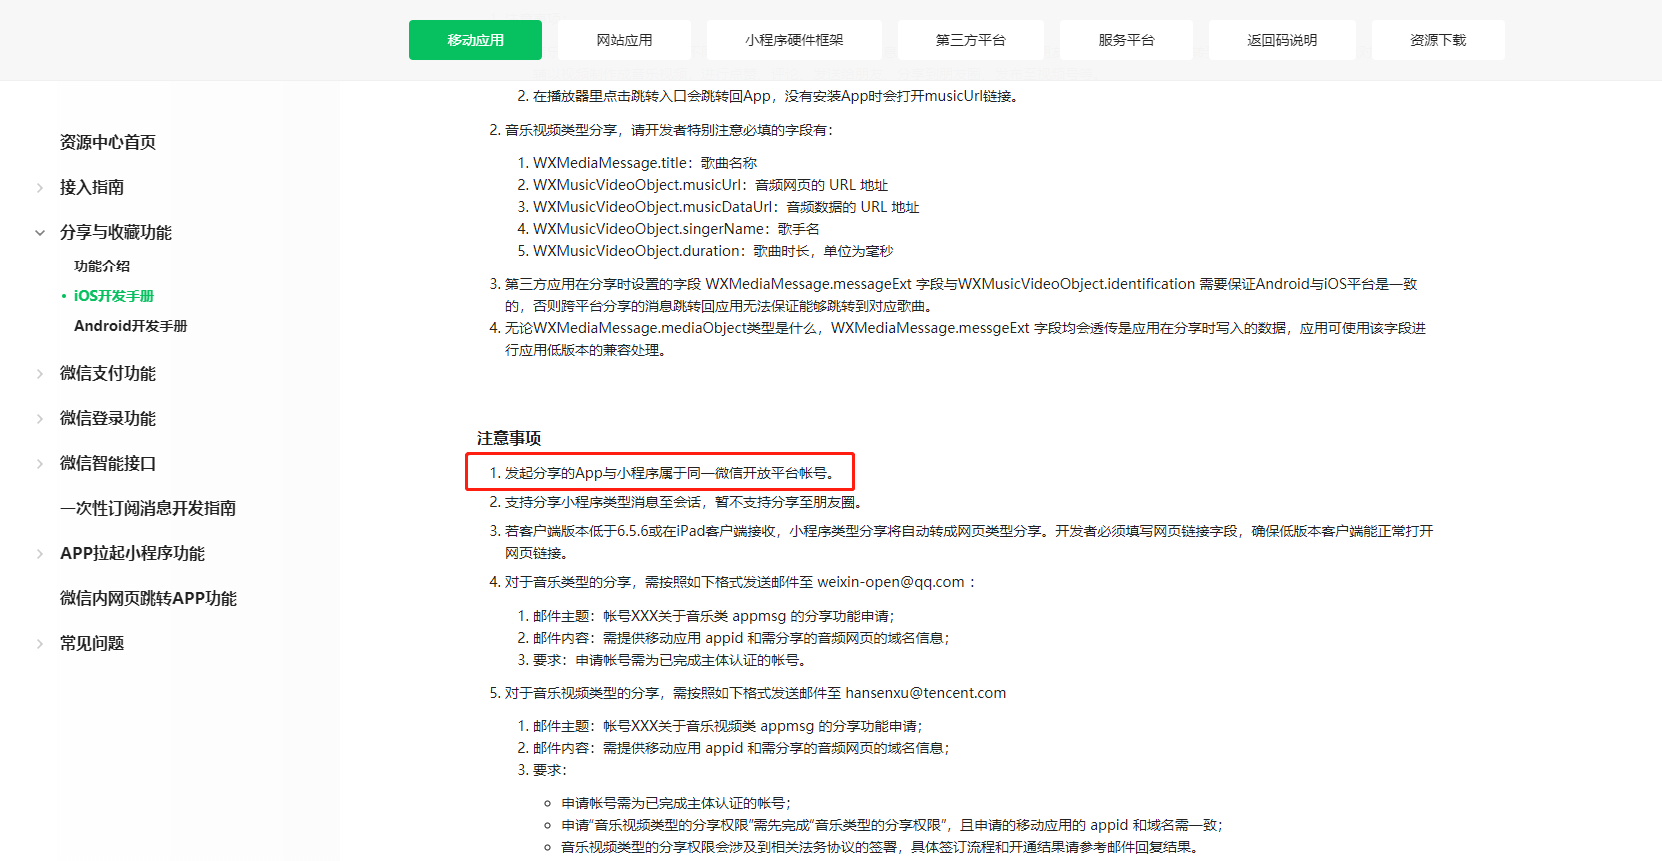 移动应用
网站应用
小程序硬件框架
第三方平台
服务平台
返回码说明
资源下载
资源中心首页
接入指南
分享与收藏功能
功能介绍
• iOS开发手册
Android开发手册
微信支付功能
微信登录功能
微信智能接口
一次性订阅消息开发指南
APP拉起小程序功能
微信内网页跳转APP功能
常见问题
2. 在播放器里点击跳转入口会跳转回App，没有安装App时会打开musicUrl链接。
2. 音乐视频类型分享，请开发者特别注意必填的字段有：
1. WXMediaMessage.title：歌曲名称
2. WXMusicVideoObject.musicUrl：音频网页的 URL 地址
3. WXMusicVideoObject.musicDataUrl：音频数据的 URL 地址
4. WXMusicVideoObject.singerName：歌手名
5. WXMusicVideoObject.duration：歌曲时长，单位为毫秒
3. 第三方应用在分享时设置的字段 WXMediaMessage.messageExt 字段与WXMusicVideoObject.identification 需要保证Android与iOS平台是一致
的，否则跨平台分享的消息跳转回应用无法保证能够跳转到对应歌曲。
4. 无论WXMediaMessage.mediaObject类型是什么，WXMediaMessage.messgeExt 字段均会透传是应用在分享时写入的数据，应用可使用该字段进
行应用低版本的兼容处理。
注意事项
1. 发起分享的App与小程序属于同一微信开放平台帐号。
2. 支持分享小程序类型消息至会话，暂不支持分享至朋友圈。
3. 若客户端版本低于6.5.6或在iPad客户端接收，小程序类型分享将自动转成网页类型分享。开发者必须填写网页链接字段，确保低版本客户端能正常打开
网页链接。
4. 对于音乐类型的分享，需按照如下格式发送邮件至 weixin-open@qq.com ：
1. 邮件主题：帐号XXX关于音乐类 appmsg 的分享功能申请；
2. 邮件内容：需提供移动应用 appid 和需分享的音频网页的域名信息；
3. 要求：申请帐号需为已完成主体认证的帐号。
5. 对于音乐视频类型的分享，需按照如下格式发送邮件至 hansenxu@tencent.com
1. 邮件主题：帐号XXX关于音乐视频类 appmsg 的分享功能申请；
2. 邮件内容：需提供移动应用 appid 和需分享的音频网页的域名信息；
3. 要求：
申请帐号需为已完成主体认证的帐号；
申请“音乐视频类型的分享权限”需先完成“音乐类型的分享权限”，且申请的移动应用的 appid 和域名需一致；
音乐视频类型的分享权限会涉及到相关法务协议的签署，具体签订流程和开通结果请参考邮件回复结果。